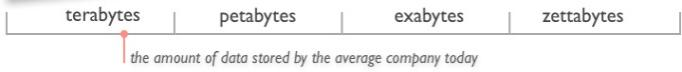 terabytes petabytes exabytes zettabytes
the amount of data stored by the average company today